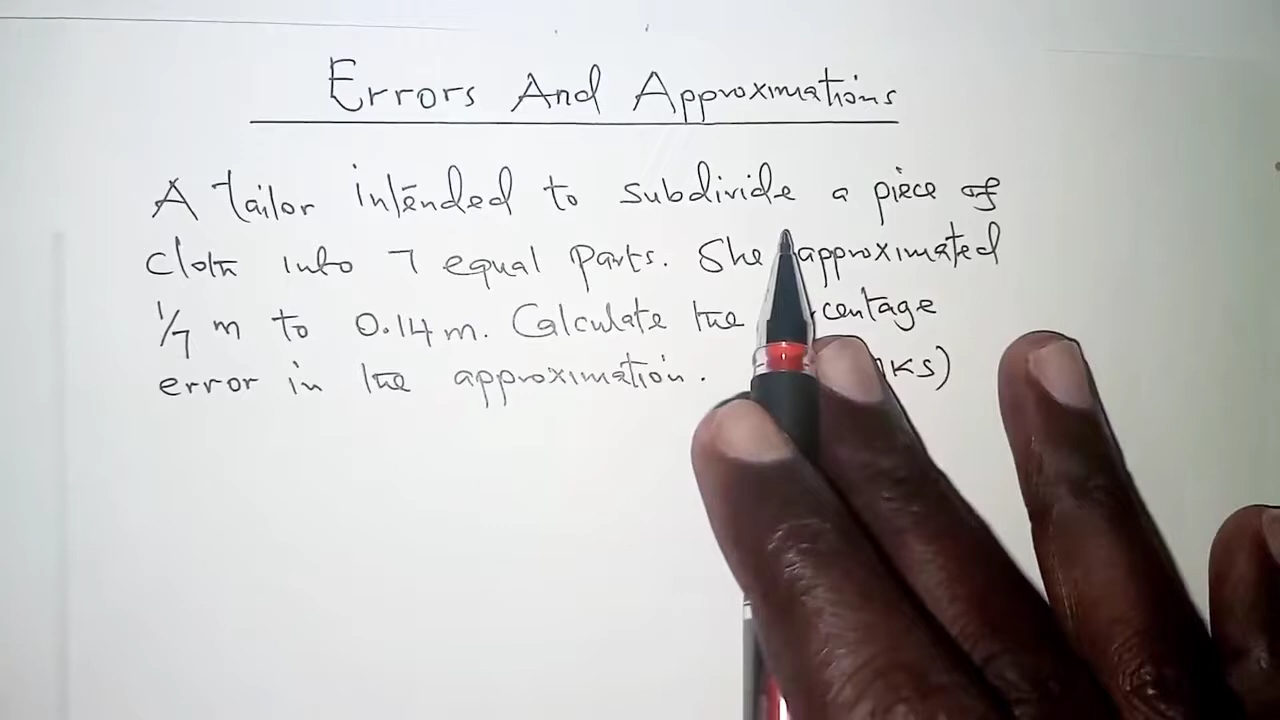 Errors And Approximations
A tailor intended to subdivide a piece of
cloth into 7 equal parts. She approximated
1/7 m to 0.14 m. Calculate the
error in the approximation.